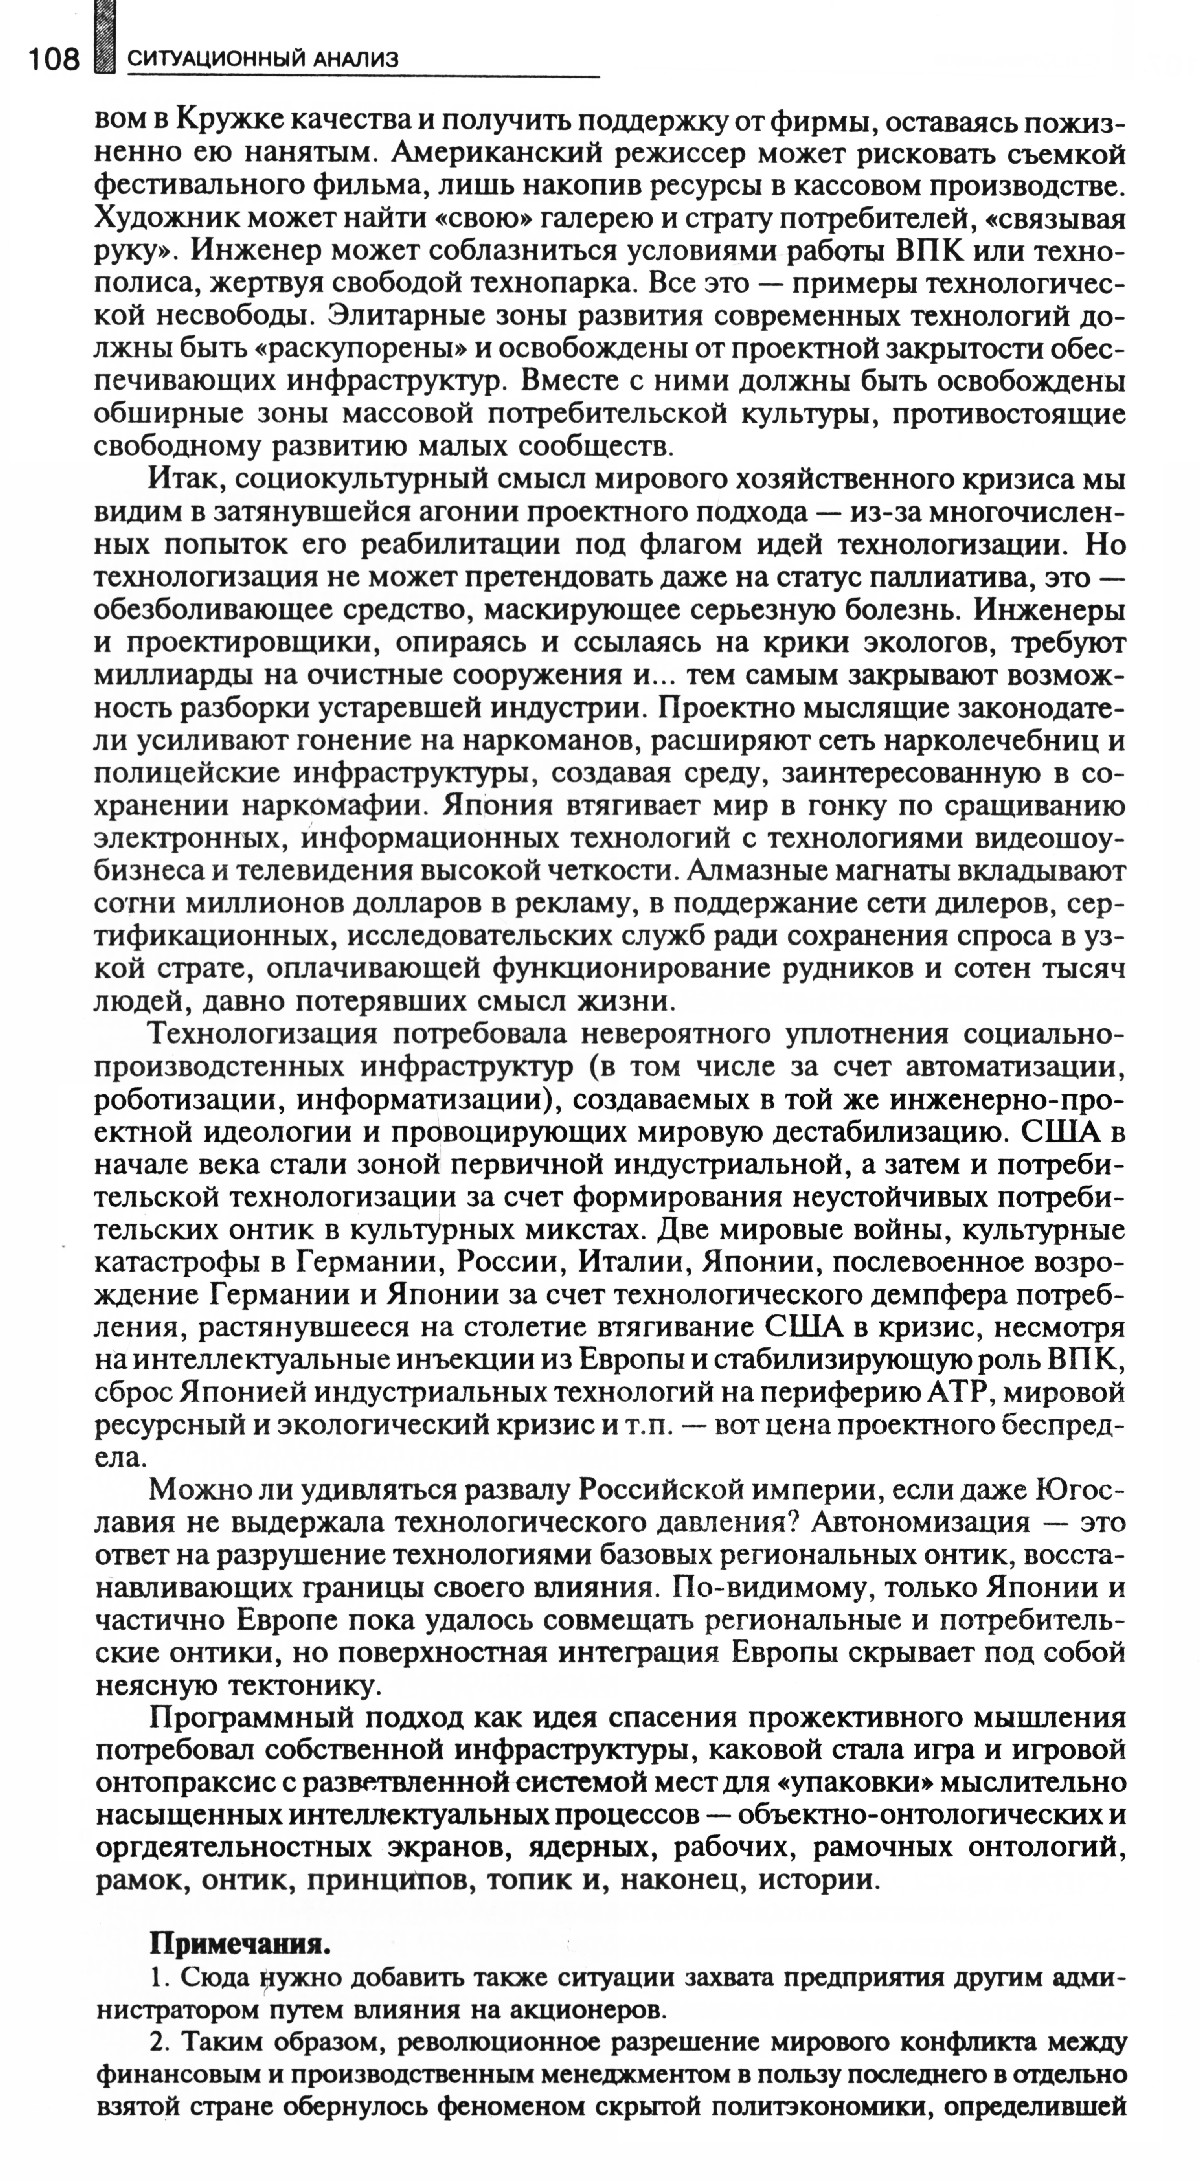 108 СИТУАЦИОННЫЙ АНАЛИЗ
вом в Кружке качества и получить поддержку от фирмы, оставаясь пожиз-
ненно ею нанятым. Американский режиссер может рисковать съемкой
фестивального фильма, лишь накопив ресурсы в кассовом производстве.
Художник может найти «свою» галерею и страту потребителей, «связывая
руку». Инженер может соблазниться условиями работы ВПК или техно-
полиса, жертвуя свободой технопарка. Все это — примеры технологичес-
кой несвободы. Элитарные зоны развития современных технологий до-
лжны быть «раскупорены» и освобождены от проектной закрытости обес-
печивающих инфраструктур. Вместе с ними должны быть освобождены
обширные зоны массовой потребительской культуры, противостоящие
свободному развитию малых сообществ.
Итак, социокультурный смысл мирового хозяйственного кризиса мы
видим в затянувшейся агонии проектного подхода — из-за многочислен-
ных попыток его реабилитации под флагом идей технологизации. Но
технологизация не может претендовать даже на статус паллиатива, это —
обезболивающее средство, маскирующее серьезную болезнь. Инженеры
и проектировщики, опираясь и ссылаясь на крики экологов, требуют
миллиарды на очистные сооружения и... тем самым закрывают возмож-
ность разборки устаревшей индустрии. Проектно мыслящие законодате-
ли усиливают гонение на наркоманов, расширяют сеть нарколечебниц и
полицейские инфраструктуры, создавая среду, заинтересованную в со-
хранении наркомафии. Япония втягивает мир в гонку по сращиванию
электронных, информационных технологий с технологиями видеошоу-
бизнеса и телевидения высокой четкости. Алмазные магнаты вкладывают
сотни миллионов долларов в рекламу, в поддержание сети дилеров, сер-
тификационных, исследовательских служб ради сохранения спроса в уз-
кой страте, оплачивающей функционирование рудников и сотен тысяч
людей, давно потерявших смысл жизни.
Технологизация потребовала невероятного уплотнения социально-
производстенных инфраструктур (в том числе за счет автоматизации,
роботизации, информатизации), создаваемых в той же инженерно-про-
ектной идеологии и провоцирующих мировую дестабилизацию. США в
начале века стали зоной первичной индустриальной, а затем и потреби-
тельской технологизации за счет формирования неустойчивых потреби-
тельских онтик в культурных микстах. Две мировые войны, культурные
катастрофы в Германии, России, Италии, Японии, послевоенное возро-
ждение Германии и Японии за счет технологического демпфера потреб-
ления, растянувшееся на столетие втягивание США в кризис, несмотря
на интеллектуальные инъекции из Европы и стабилизирующую роль ВПК,
сброс Японией индустриальных технологий на периферию АТР, мировой
ресурсный и экологический кризис и т.п. — вот цена проектного беспред-
ела.
Можно ли удивляться развалу Российской империи, если даже Югос-
лавия не выдержала технологического давления? Автономизация — это
ответ на разрушение технологиями базовых региональных онтик, восста-
навливающих границы своего влияния. По-видимому, только Японии и
частично Европе пока удалось совмещать региональные и потребитель-
ские онтики, но поверхностная интеграция Европы скрывает под собой
неясную тектонику.
Программный подход как идея спасения прожективного мышления
потребовал собственной инфраструктуры, каковой стала игра и игровой
онтопраксис с разветвленной системой мест для «упаковки» мыслительно
насыщенных интеллектуальных процессов — объектно-онтологических и
оргдеятельностных экранов, ядерных, рабочих, рамочных онтологий,
рамок, онтик, принципов, топик и, наконец, истории.
Примечания.
1. Сюда нужно добавить также ситуации захвата предприятия другим адми-
нистратором путем влияния на акционеров.
2. Таким образом, революционное разрешение мирового конфликта между
финансовым и производственным менеджментом в пользу последнего в отдельно
взятой стране обернулось феноменом скрытой политэкономики, определившей